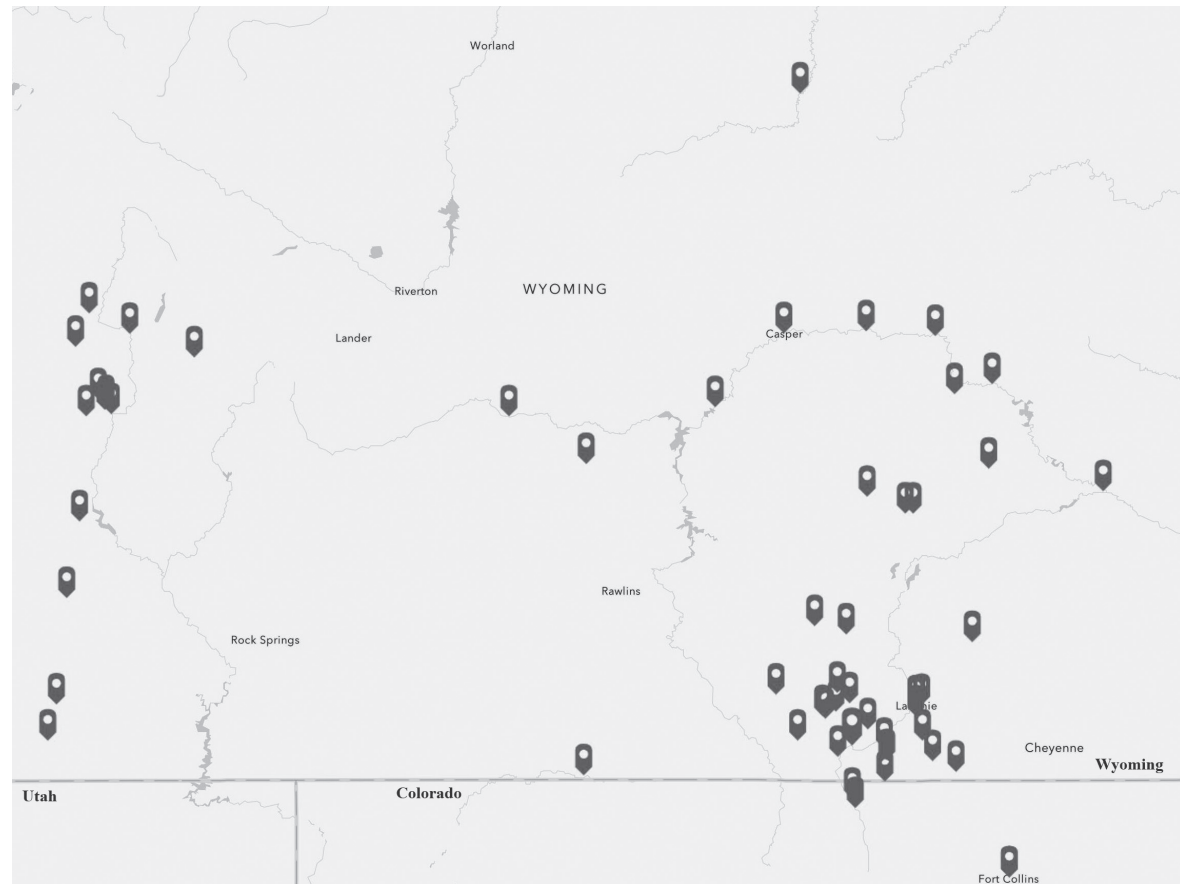 Worland
WYOMING
Riverton
Lander
Casper
Rawlins
Rock Springs
Cheyenne
Wyoming
Utah
Colorado
Fort Collins